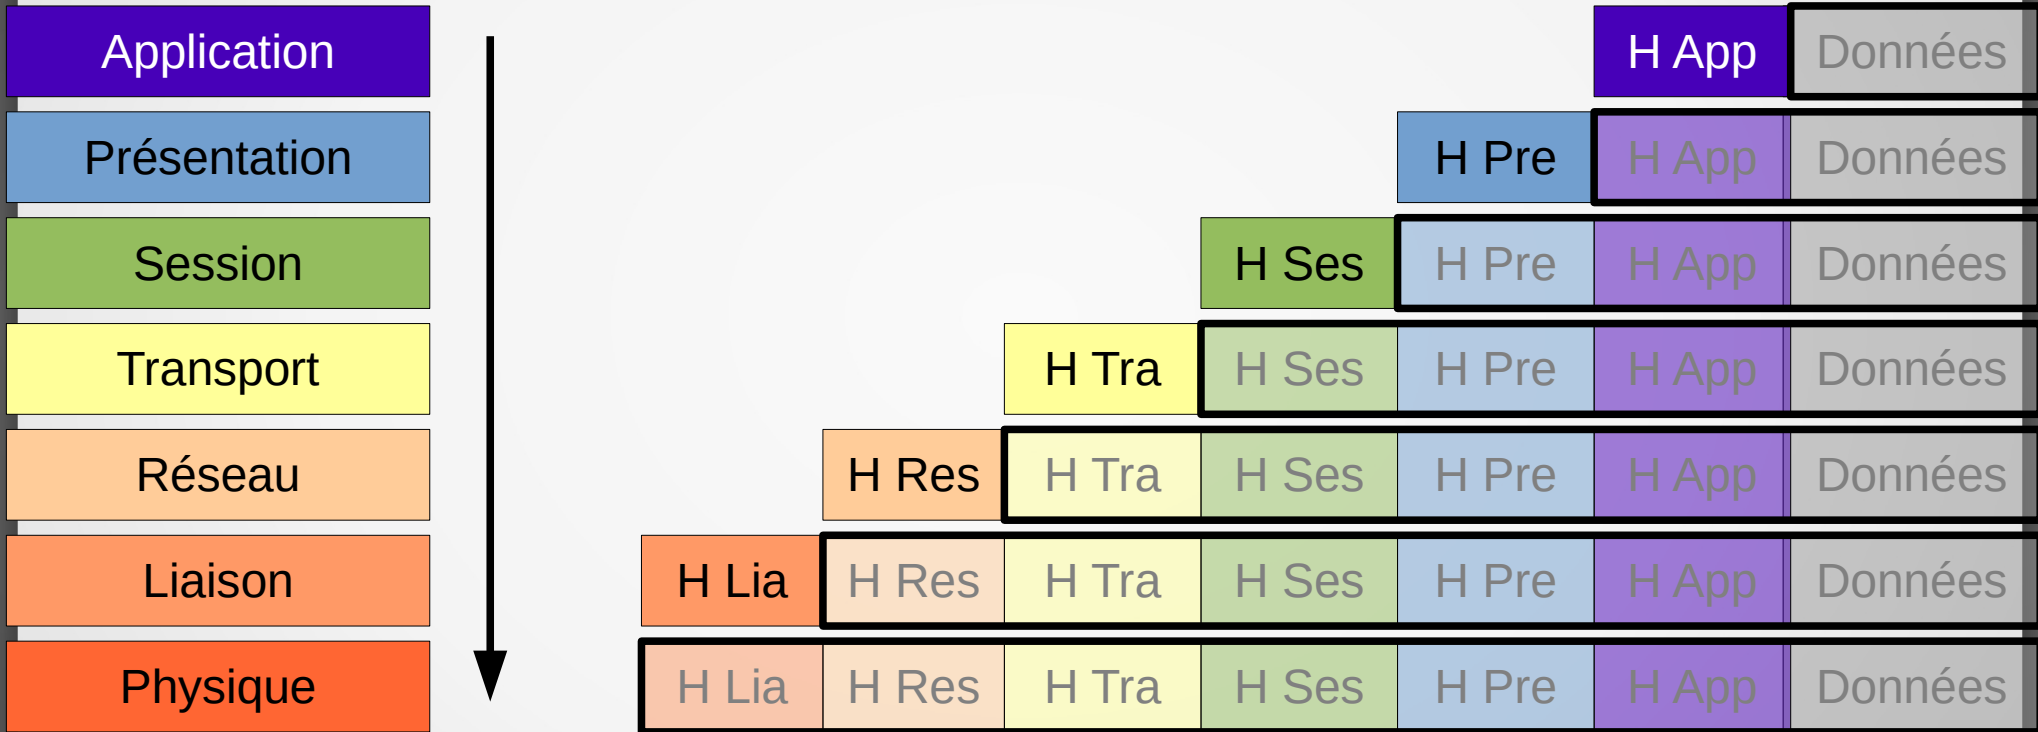 Application H App Données
Présentation H Pre H App Données
Session H Ses H Pre H App Données
Transport H Tra H Ses H Pre H App Données
Réseau H Res H Tra H Ses H Pre H App Données
Liaison H Lia H Res H Tra H Ses H Pre H App Données
Physique H Lia H Res H Tra H Ses H Pre H App Données